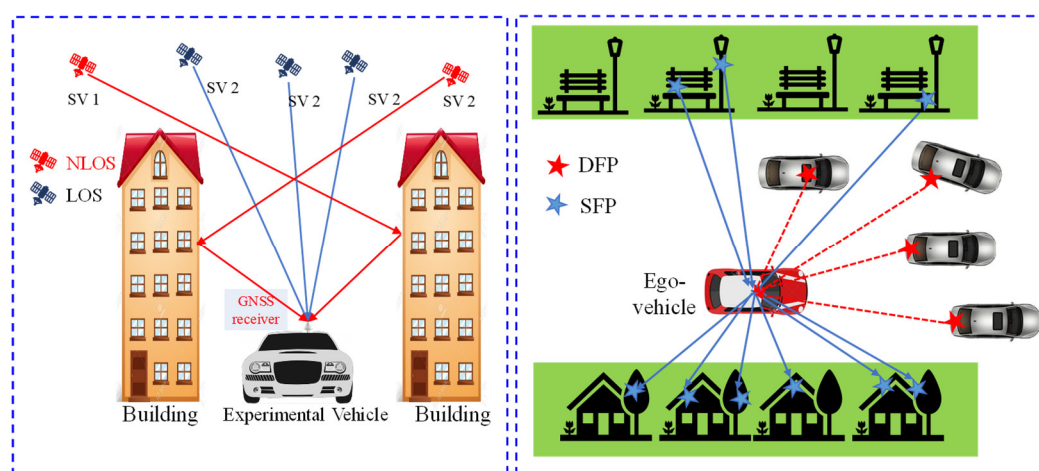 SV 1
SV 2
SV 2
SV 2
SV 2
NLOS
LOS
GNSS
receiver
Building
Experimental Vehicle
Building
DFP
SFP
Ego-
vehicle